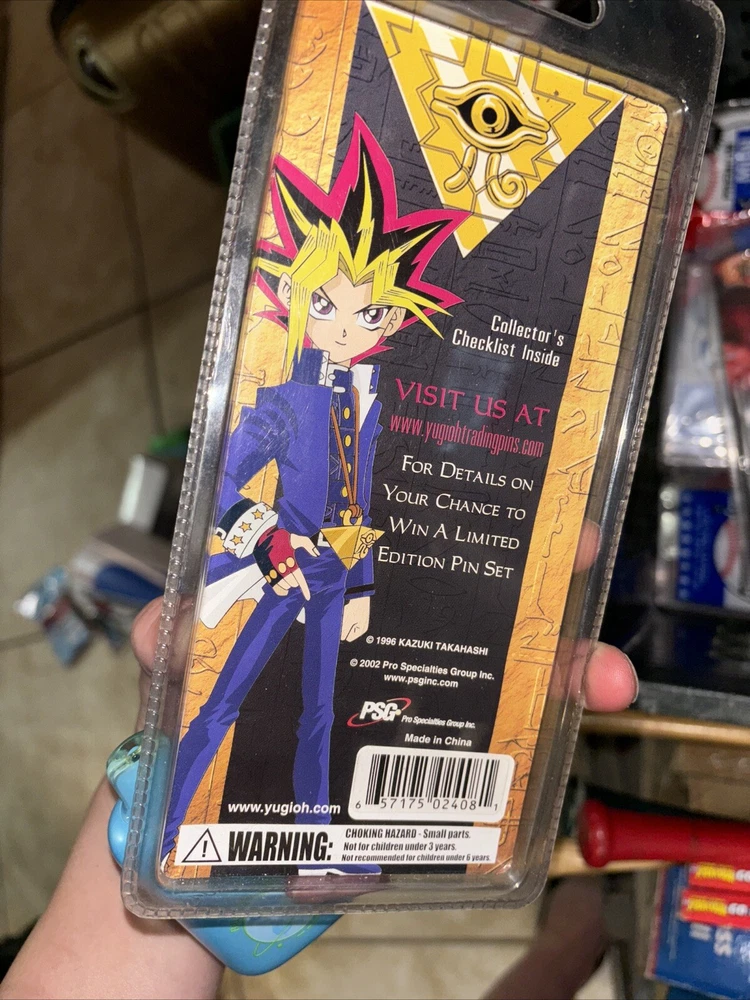 Collector's
Checklist Inside
VISIT US AT
www.yugiohtradingpins.com
FOR DETAILS ON
YOUR CHANCE TO
WIN A LIMITED
EDITION PIN SET
© 1996 KAZUKI TAKAHASHI
© 2002 Pro Specialties Group Inc.
www.psginc.com
PSG Pro Specialties Group Inc.
Made in China
www.yugioh.com
6 57175 02408 1
WARNING:
CHOKING HAZARD - Small parts.
Not for children under 3 years.
Not recommended for children under 6 years.